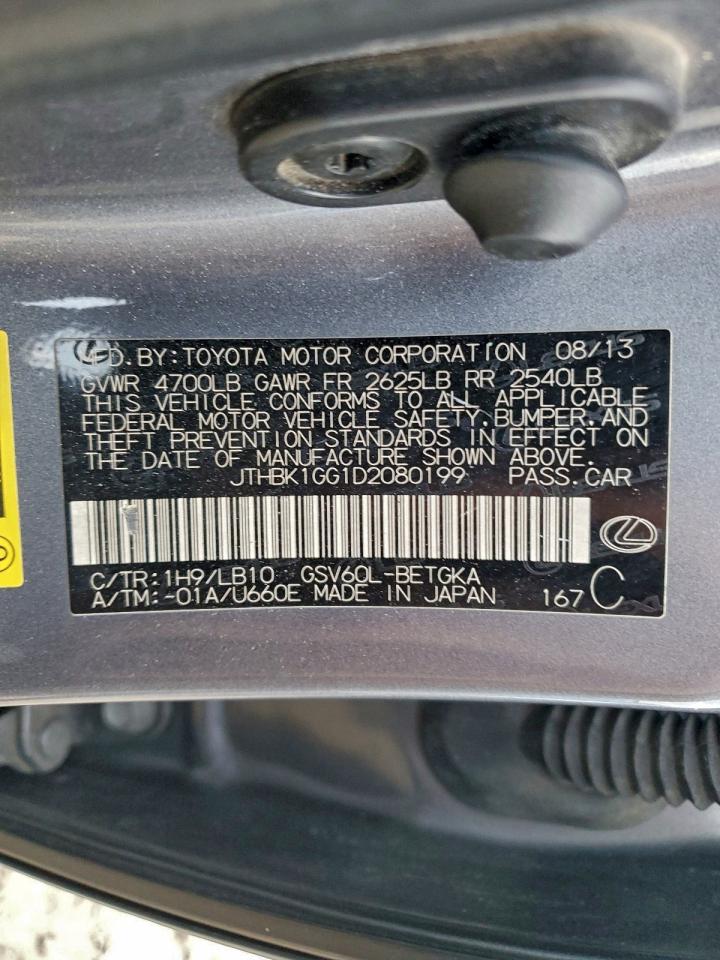 MFD. BY: TOYOTA MOTOR CORPORATION 08/13
GVWR 4700LB GAWR FR 2625LB RR 2540LB
THIS VEHICLE CONFORMS TO ALL APPLICABLE
FEDERAL MOTOR VEHICLE SAFETY, BUMPER, AND
THEFT PREVENTION STANDARDS IN EFFECT ON
THE DATE OF MANUFACTURE SHOWN ABOVE.
JTHBK1GG1D2080199 PASS. CAR
C/TR: 1H9/LB10 GSV60L-BETGKA
A/TM: -01A/U660E MADE IN JAPAN 167 C